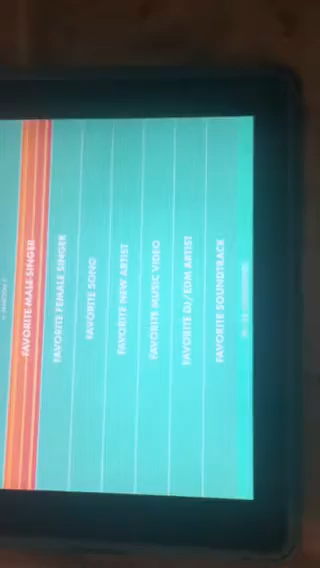 FAVORITE MALE SINGER
FAVORITE FEMALE SINGER
FAVORITE SONG
FAVORITE NEW ARTIST
FAVORITE MUSIC VIDEO
FAVORITE DJ/EDM ARTIST
FAVORITE SOUNDTRACK